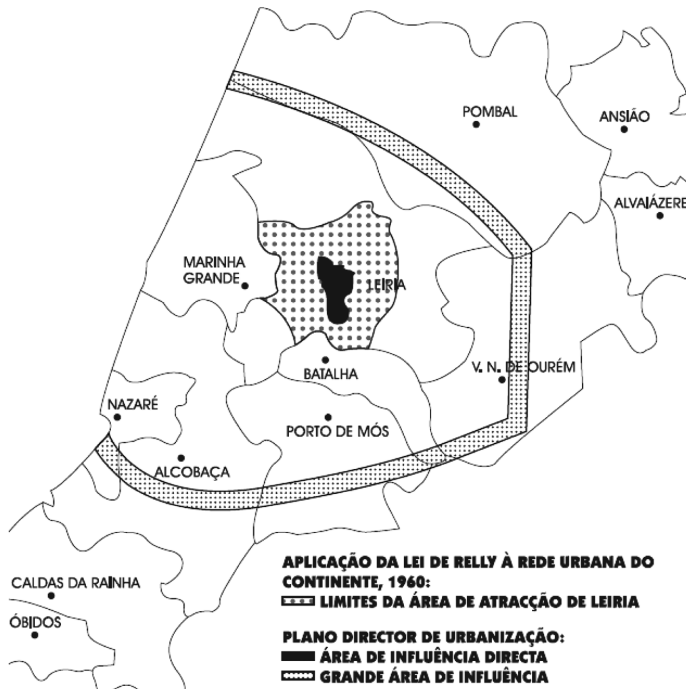 POMBAL
ANSIÃO
ALVAIÁZERE
MARINHA
GRANDE
LEIRIA
BATALHA
V. N. DE OURÉM
NAZARÉ
PORTO DE MÓS
ALCOBAÇA
CALDAS DA RAINHA
ÓBIDOS
APLICAÇÃO DA LEI DE RELLY À REDE URBANA DO
CONTINENTE, 1960:
LIMITES DA ÁREA DE ATRACÇÃO DE LEIRIA
PLANO DIRECTOR DE URBANIZAÇÃO:
ÁREA DE INFLUÊNCIA DIRECTA
GRANDE ÁREA DE INFLUÊNCIA